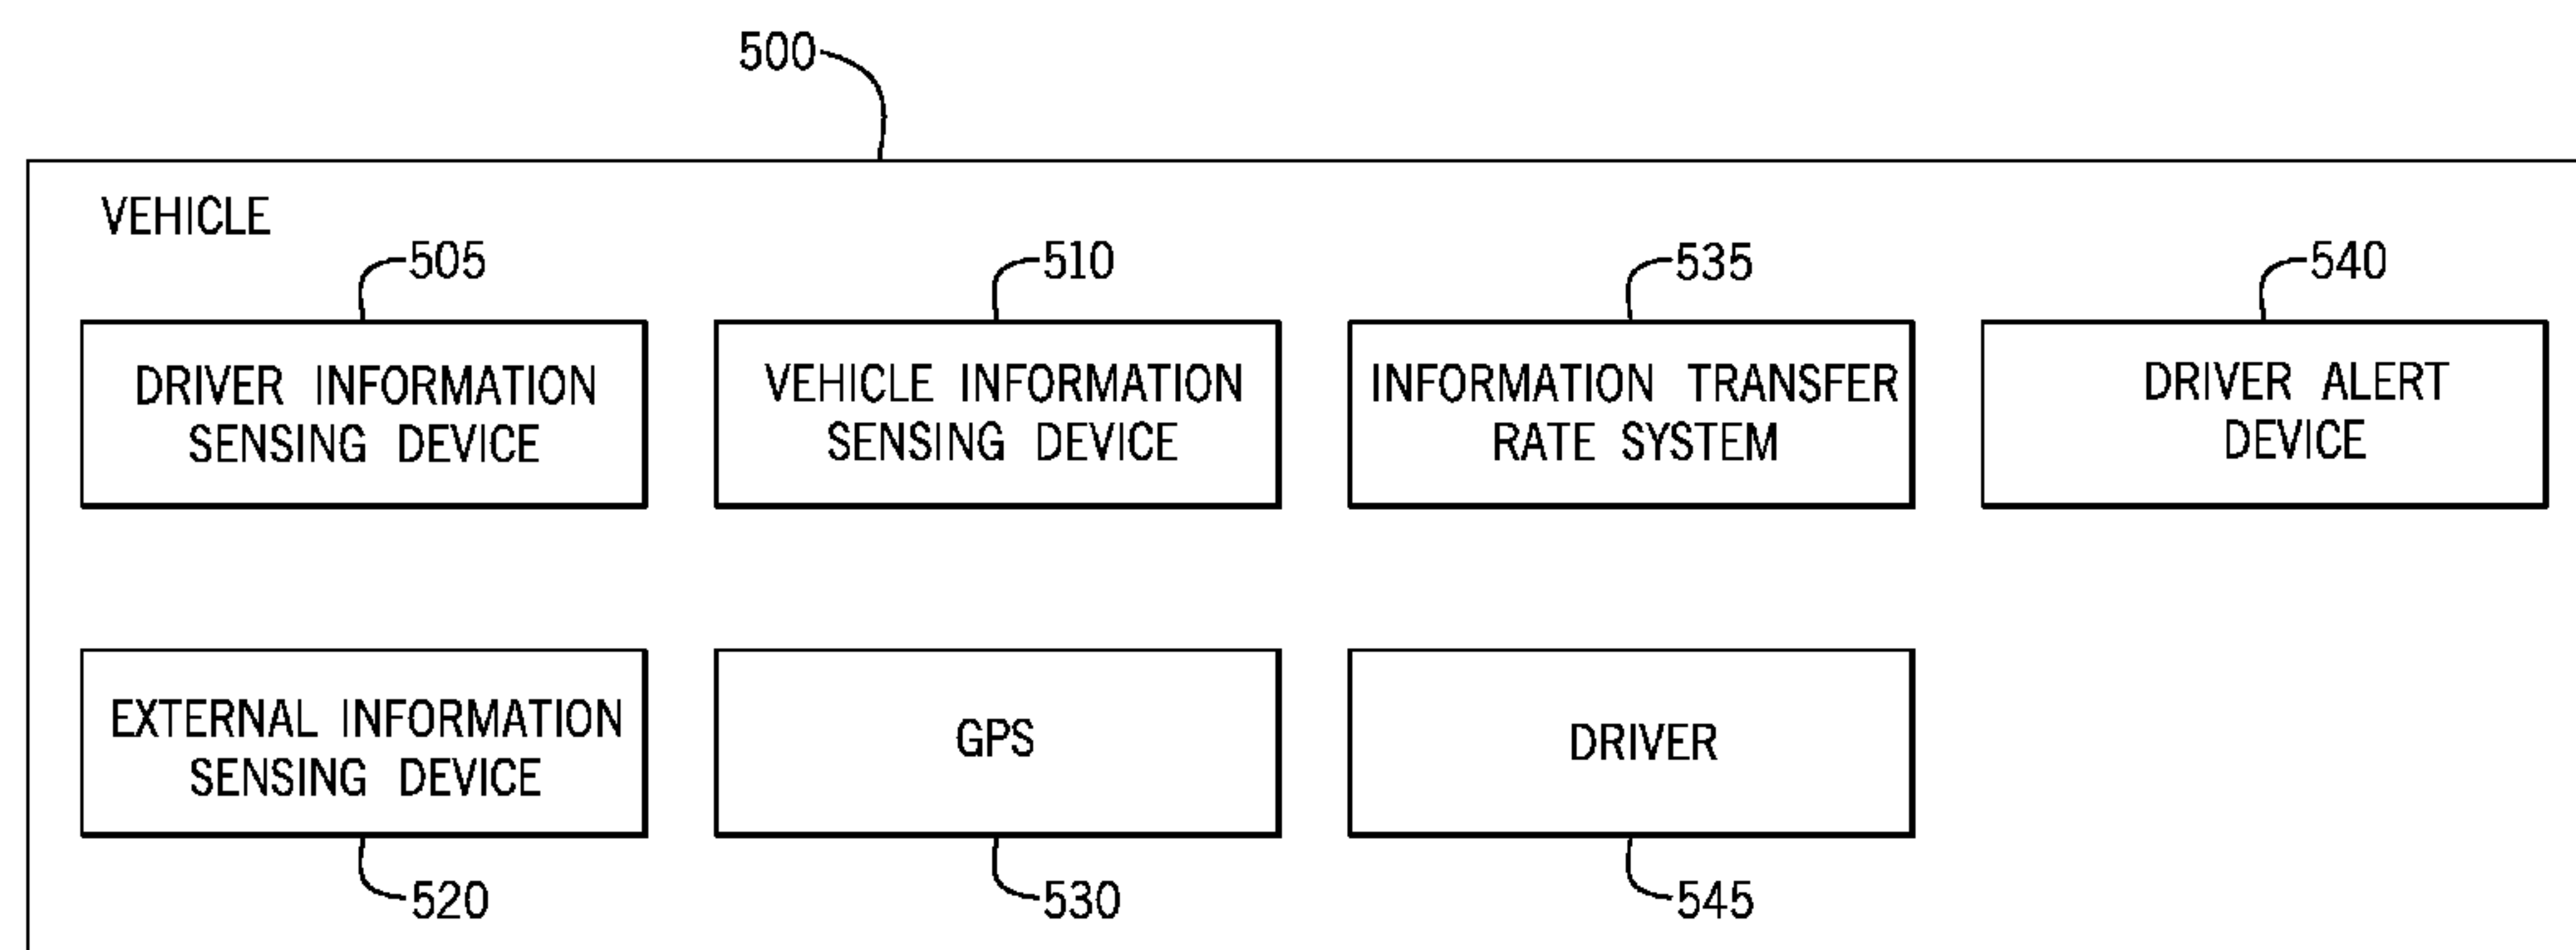 500
VEHICLE
505
510
535
540
DRIVER INFORMATION
SENSING DEVICE
VEHICLE INFORMATION
SENSING DEVICE
INFORMATION TRANSFER
RATE SYSTEM
DRIVER ALERT
DEVICE
EXTERNAL INFORMATION
SENSING DEVICE
GPS
DRIVER
520
530
545